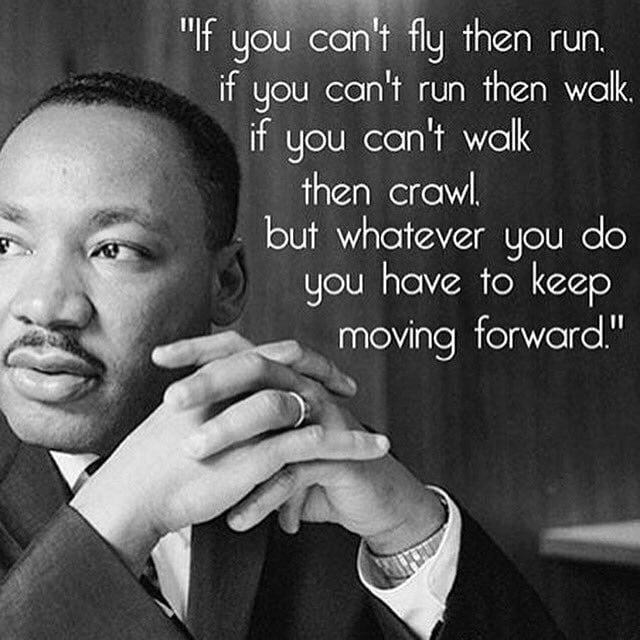 "If you can't fly then run.
if you can't run then walk.
if you can't walk
then crawl.
but whatever you do
you have to keep
moving forward."